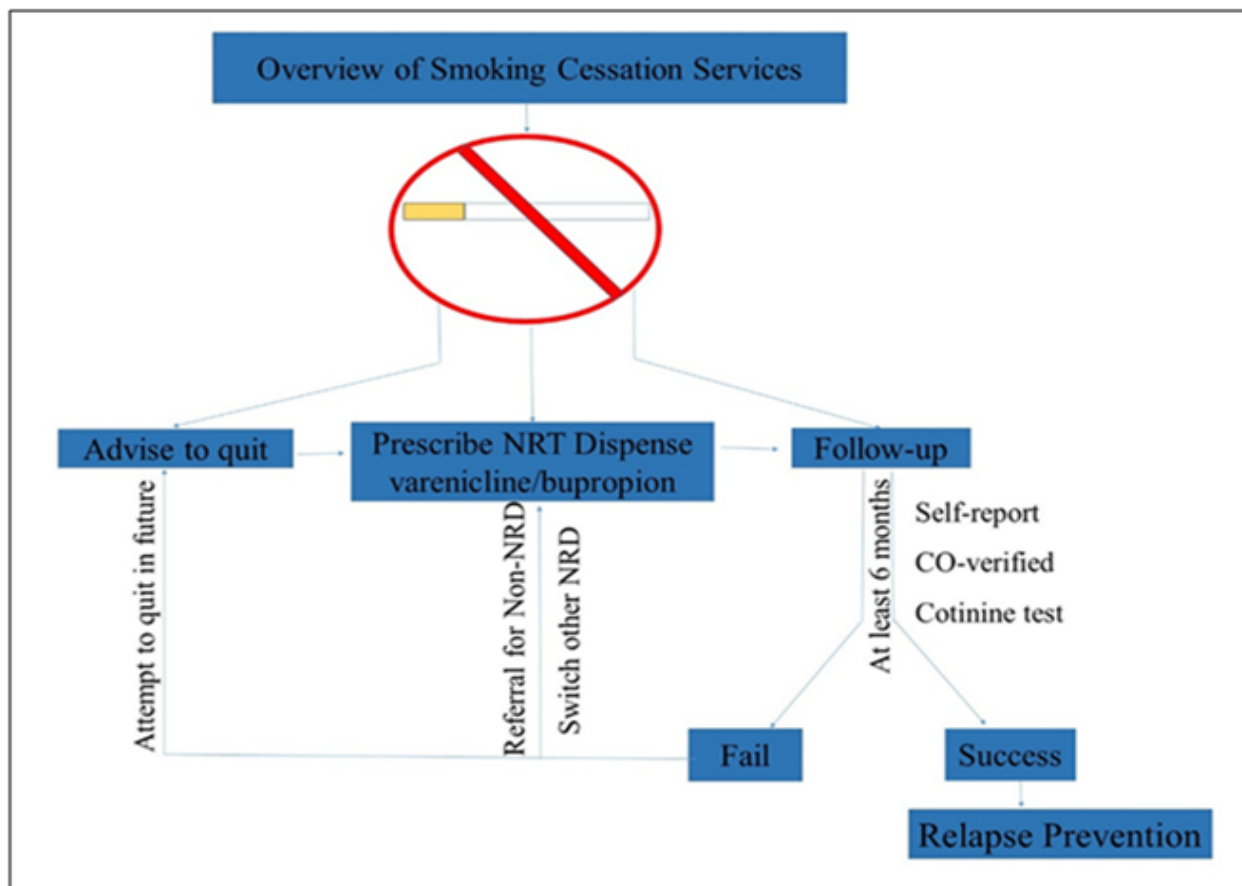 Overview of Smoking Cessation Services
Advise to quit
Prescribe NRT Dispense
varenicline/bupropion
Follow-up
Attempt to quit in future
Referral for Non-NRD
Switch other NRD
At least 6 months
Self-report
CO-verified
Cotinine test
Fail
Success
Relapse Prevention